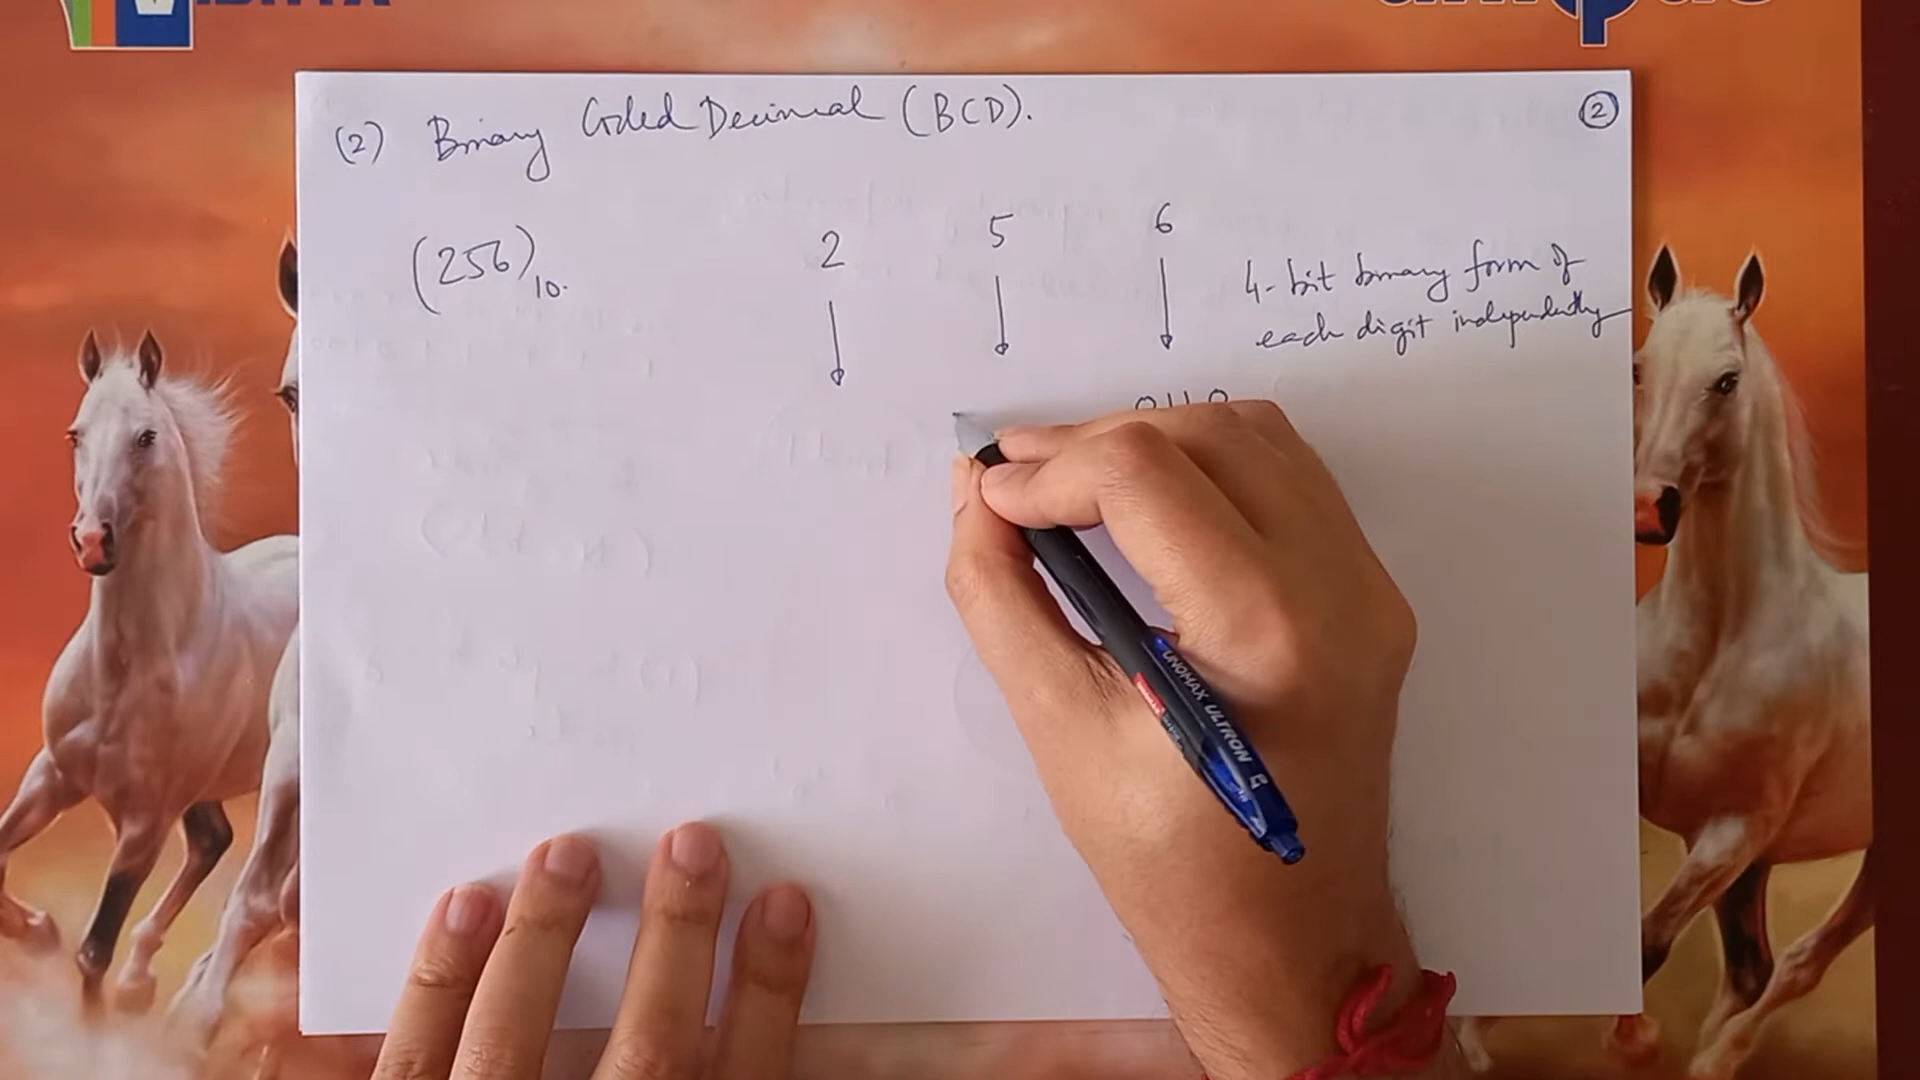 (2) Binary Coded Decimal (BCD). ②
(256)10.
2 5 6
4-bit binary form of
each digit independently
0110
UNOMAX ULTRON